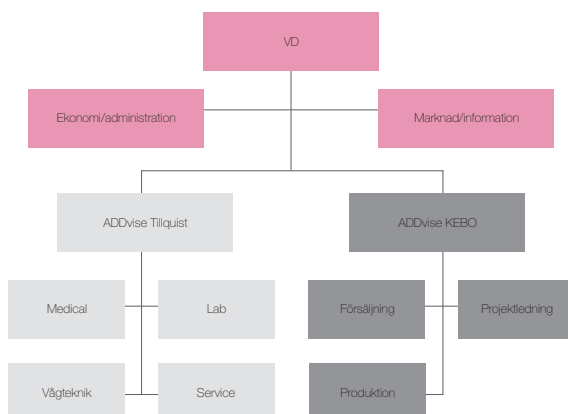 VD
Ekonomi/administration
Marknad/information
ADDvise Tillquist
ADDvise KEBO
Medical
Lab
Försäljning
Projektledning
Vågteknik
Service
Produktion